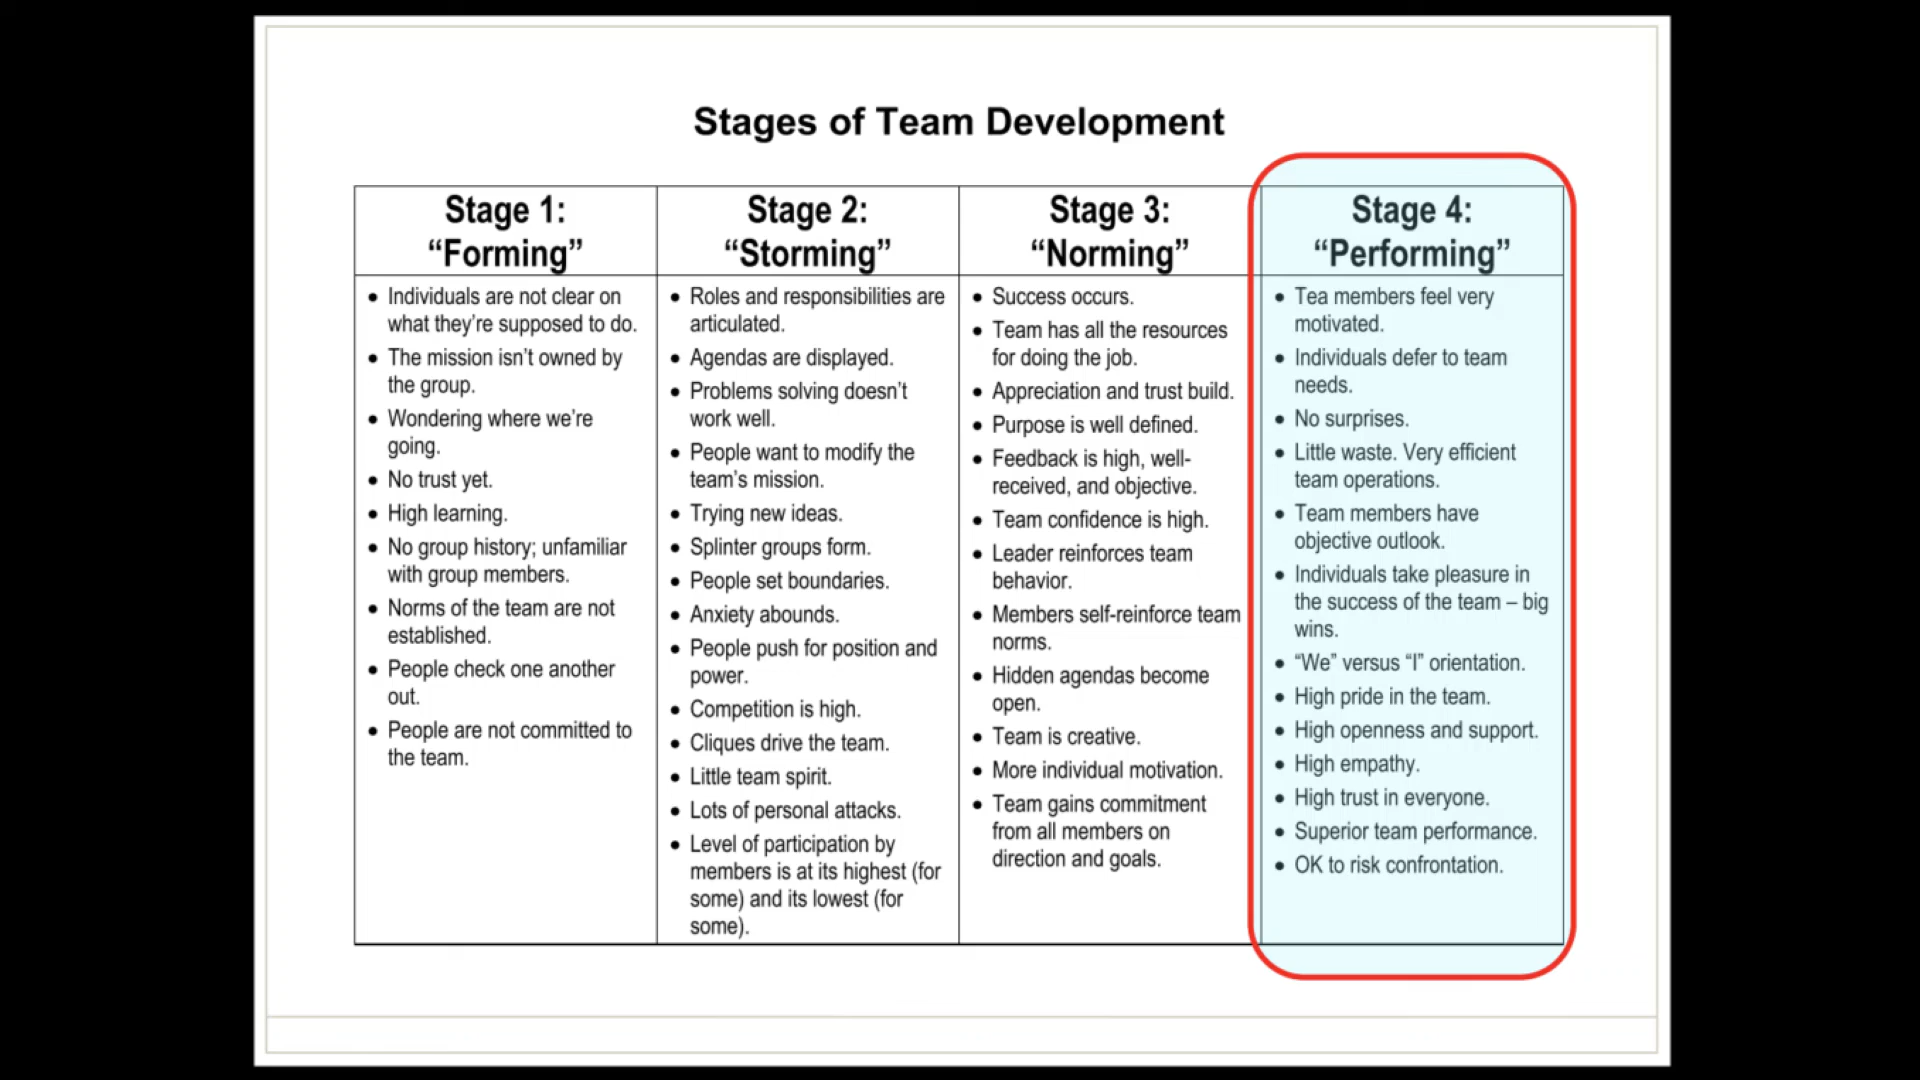 Stages of Team Development
Stage 1:
“Forming”
• Individuals are not clear on
what they’re supposed to do.
• The mission isn’t owned by
the group.
• Wondering where we’re
going.
• No trust yet.
• High learning.
• No group history; unfamiliar
with group members.
• Norms of the team are not
established.
• People check one another
out.
• People are not committed to
the team.
Stage 2:
“Storming”
• Roles and responsibilities are
articulated.
• Agendas are displayed.
• Problems solving doesn’t
work well.
• People want to modify the
team’s mission.
• Trying new ideas.
• Splinter groups form.
• People set boundaries.
• Anxiety abounds.
• People push for position and
power.
• Competition is high.
• Cliques drive the team.
• Little team spirit.
• Lots of personal attacks.
• Level of participation by
members is at its highest (for
some) and its lowest (for
some).
Stage 3:
“Norming”
• Success occurs.
• Team has all the resources
for doing the job.
• Appreciation and trust build.
• Purpose is well defined.
• Feedback is high, well-
received, and objective.
• Team confidence is high.
• Leader reinforces team
behavior.
• Members self-reinforce team
norms.
• Hidden agendas become
open.
• Team is creative.
• More individual motivation.
• Team gains commitment
from all members on
direction and goals.
Stage 4:
“Performing”
• Tea members feel very
motivated.
• Individuals defer to team
needs.
• No surprises.
• Little waste. Very efficient
team operations.
• Team members have
objective outlook.
• Individuals take pleasure in
the success of the team – big
wins.
• “We” versus “I” orientation.
• High pride in the team.
• High openness and support.
• High empathy.
• High trust in everyone.
• Superior team performance.
• OK to risk confrontation.